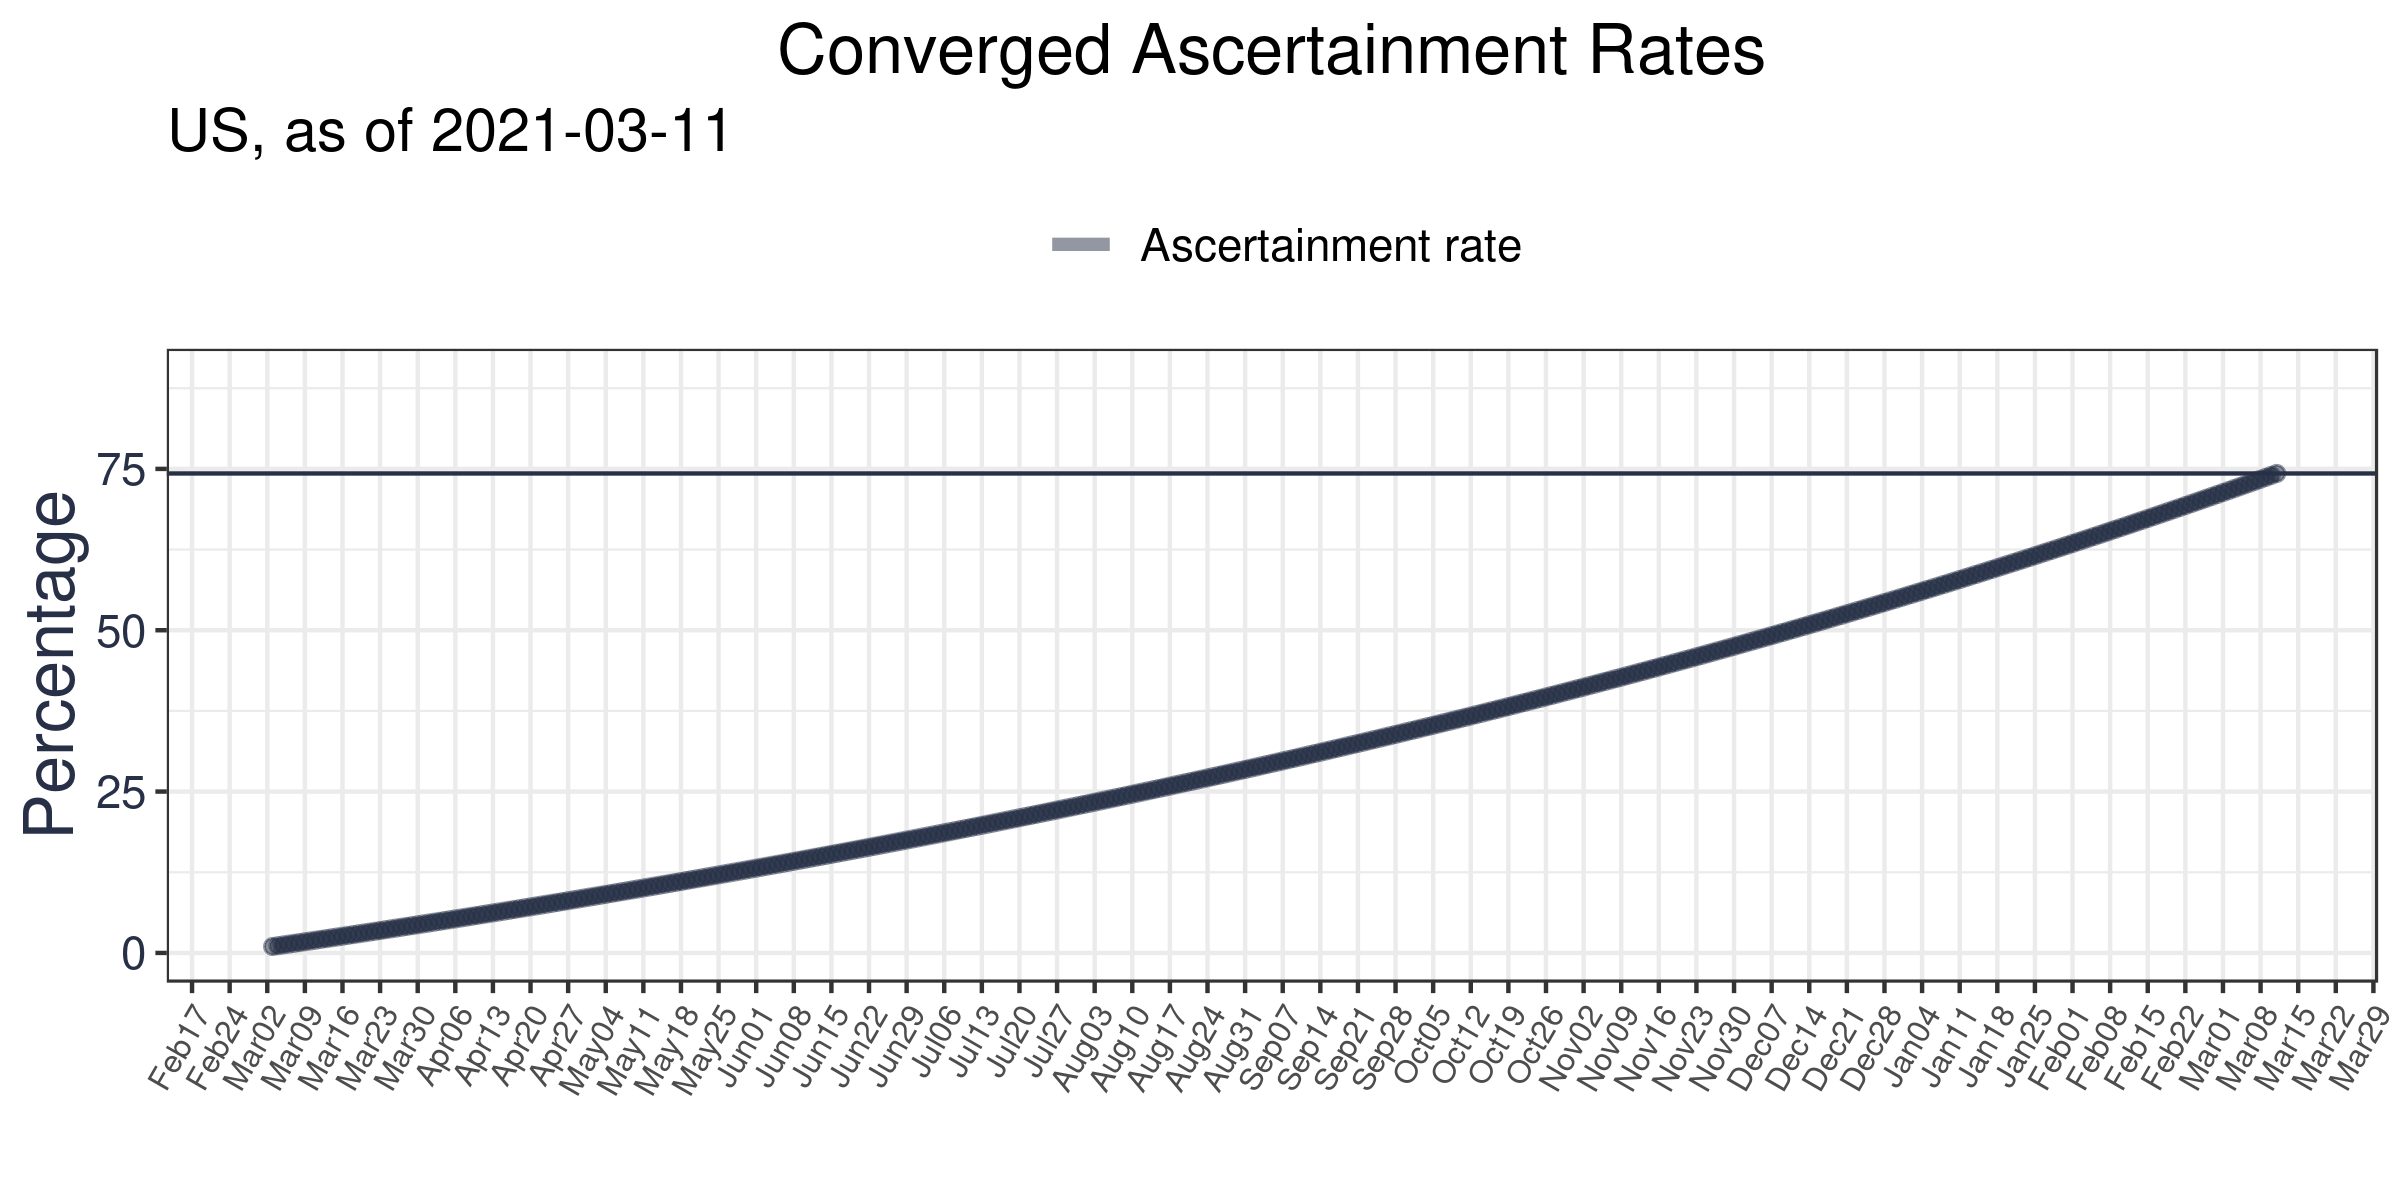 Converged Ascertainment Rates
US, as of 2021-03-11
Ascertainment rate
Percentage
75
50
25
0
Feb17
Feb24
Mar02
Mar09
Mar16
Mar23
Mar30
Apr06
Apr13
Apr20
Apr27
May04
May11
May18
May25
Jun01
Jun08
Jun15
Jun22
Jun29
Jul06
Jul13
Jul20
Jul27
Aug03
Aug10
Aug17
Aug24
Aug31
Sep07
Sep14
Sep21
Sep28
Oct05
Oct12
Oct19
Oct26
Nov02
Nov09
Nov16
Nov23
Nov30
Dec07
Dec14
Dec21
Dec28
Jan04
Jan11
Jan18
Jan25
Feb01
Feb08
Feb15
Feb22
Mar01
Mar08
Mar15
Mar22
Mar29